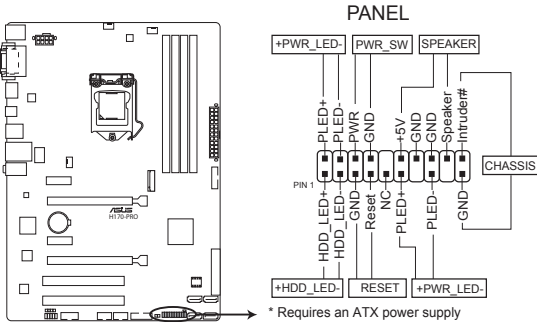 PANEL
+PWR_LED-
PWR_SW
SPEAKER
PLED+
PLED-
PWR
GND
+5V
GND
GND
Speaker
Intruder#
CHASSIS
PIN 1
HDD_LED+
HDD_LED-
GND
Reset
NC
PLED+
PLED-
GND
+HDD_LED-
RESET
+PWR_LED-
* Requires an ATX power supply
ASUS
H170-PRO